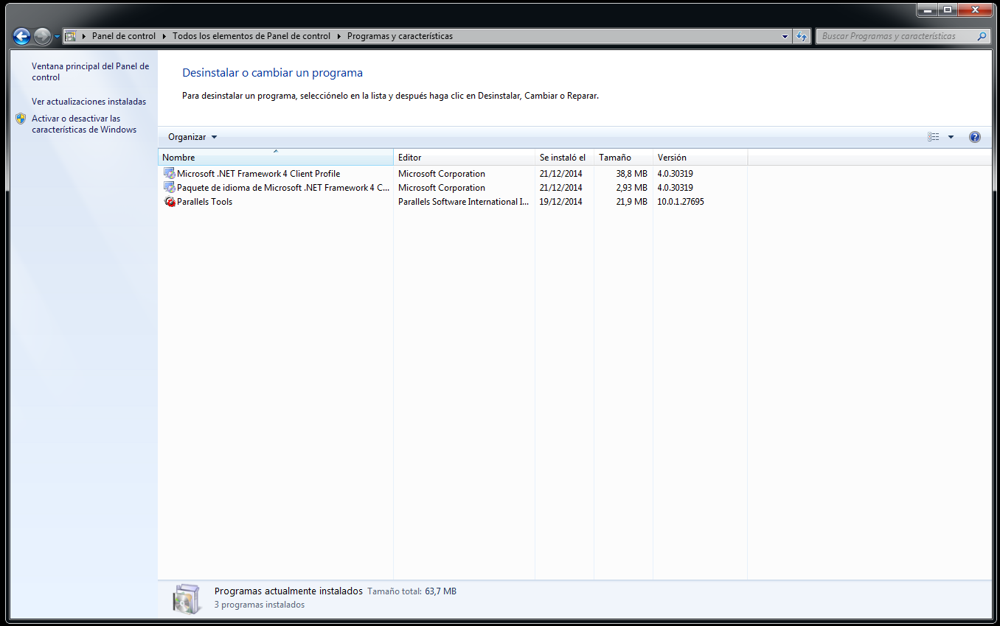 Panel de control Todos los elementos de Panel de control Programas y características
Buscar Programas y características
Ventana principal del Panel de
control
Ver actualizaciones instaladas
Activar o desactivar las
características de Windows
Desinstalar o cambiar un programa
Para desinstalar un programa, selecciónelo en la lista y después haga clic en Desinstalar, Cambiar o Reparar.
Organizar
Nombre Editor Se instaló el Tamaño Versión
Microsoft .NET Framework 4 Client Profile Microsoft Corporation 21/12/2014 38,8 MB 4.0.30319
Paquete de idioma de Microsoft .NET Framework 4 C... Microsoft Corporation 21/12/2014 2,93 MB 4.0.30319
Parallels Tools Parallels Software International I... 19/12/2014 21,9 MB 10.0.1.27695
Programas actualmente instalados Tamaño total: 63,7 MB
3 programas instalados